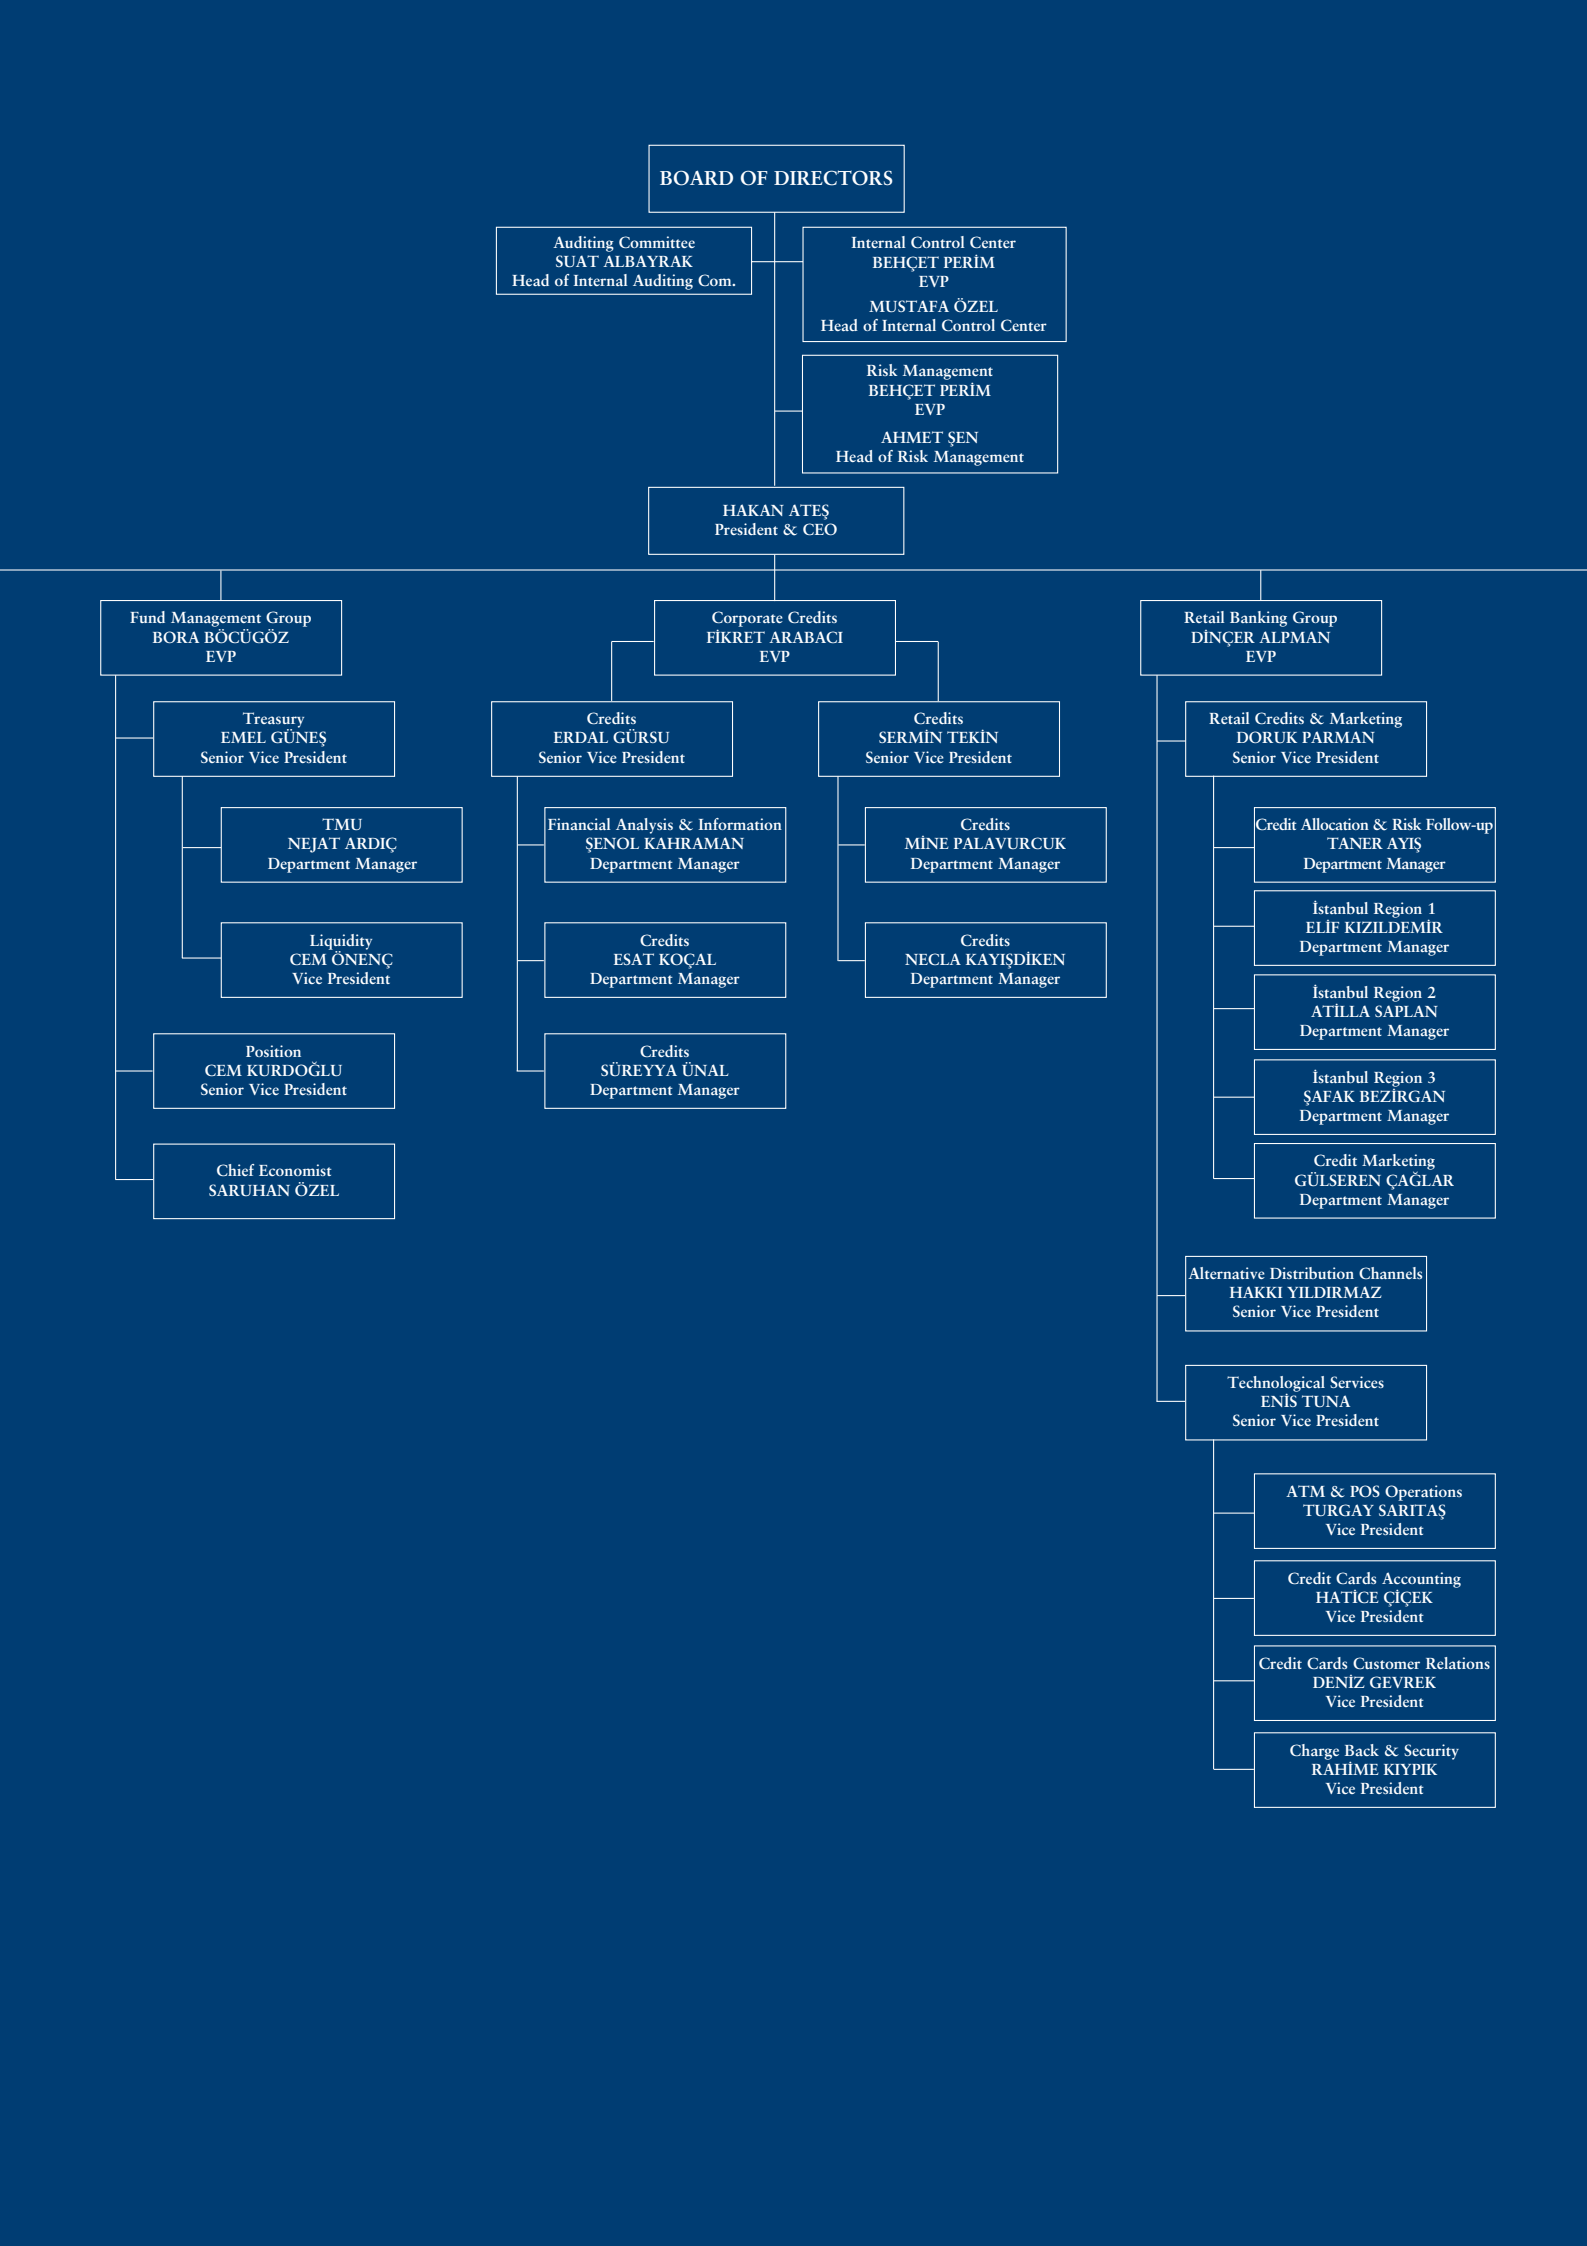 BOARD OF DIRECTORS
Auditing Committee
SUAT ALBAYRAK
Head of Internal Auditing Com.
Internal Control Center
BEHÇET PERİM
EVP
MUSTAFA ÖZEL
Head of Internal Control Center
Risk Management
BEHÇET PERİM
EVP
AHMET ŞEN
Head of Risk Management
HAKAN ATEŞ
President & CEO
Fund Management Group
BORA BÖCÜGÖZ
EVP
Treasury
EMEL GÜNEŞ
Senior Vice President
TMU
NEJAT ARDIÇ
Department Manager
Liquidity
CEM ÖNENÇ
Vice President
Position
CEM KURDOĞLU
Senior Vice President
Chief Economist
SARUHAN ÖZEL
Corporate Credits
FİKRET ARABACI
EVP
Credits
ERDAL GÜRSU
Senior Vice President
Financial Analysis & Information
ŞENOL KAHRAMAN
Department Manager
Credits
ESAT KOÇAL
Department Manager
Credits
SÜREYYA ÜNAL
Department Manager
Credits
SERMİN TEKİN
Senior Vice President
Credits
MİNE PALAVURCUK
Department Manager
Credits
NECLA KAYIŞDİKEN
Department Manager
Retail Banking Group
DİNÇER ALPMAN
EVP
Retail Credits & Marketing
DORUK PARMAN
Senior Vice President
Credit Allocation & Risk Follow-up
TANER AYIŞ
Department Manager
İstanbul Region 1
ELİF KIZILDEMİR
Department Manager
İstanbul Region 2
ATİLLA SAPLAN
Department Manager
İstanbul Region 3
ŞAFAK BEZİRGAN
Department Manager
Credit Marketing
GÜLSEREN ÇAĞLAR
Department Manager
Alternative Distribution Channels
HAKKI YILDIRMAZ
Senior Vice President
Technological Services
ENİS TUNA
Senior Vice President
ATM & POS Operations
TURGAY SARITAŞ
Vice President
Credit Cards Accounting
HATİCE ÇİÇEK
Vice President
Credit Cards Customer Relations
DENİZ GEVREK
Vice President
Charge Back & Security
RAHİME KIYPIK
Vice President